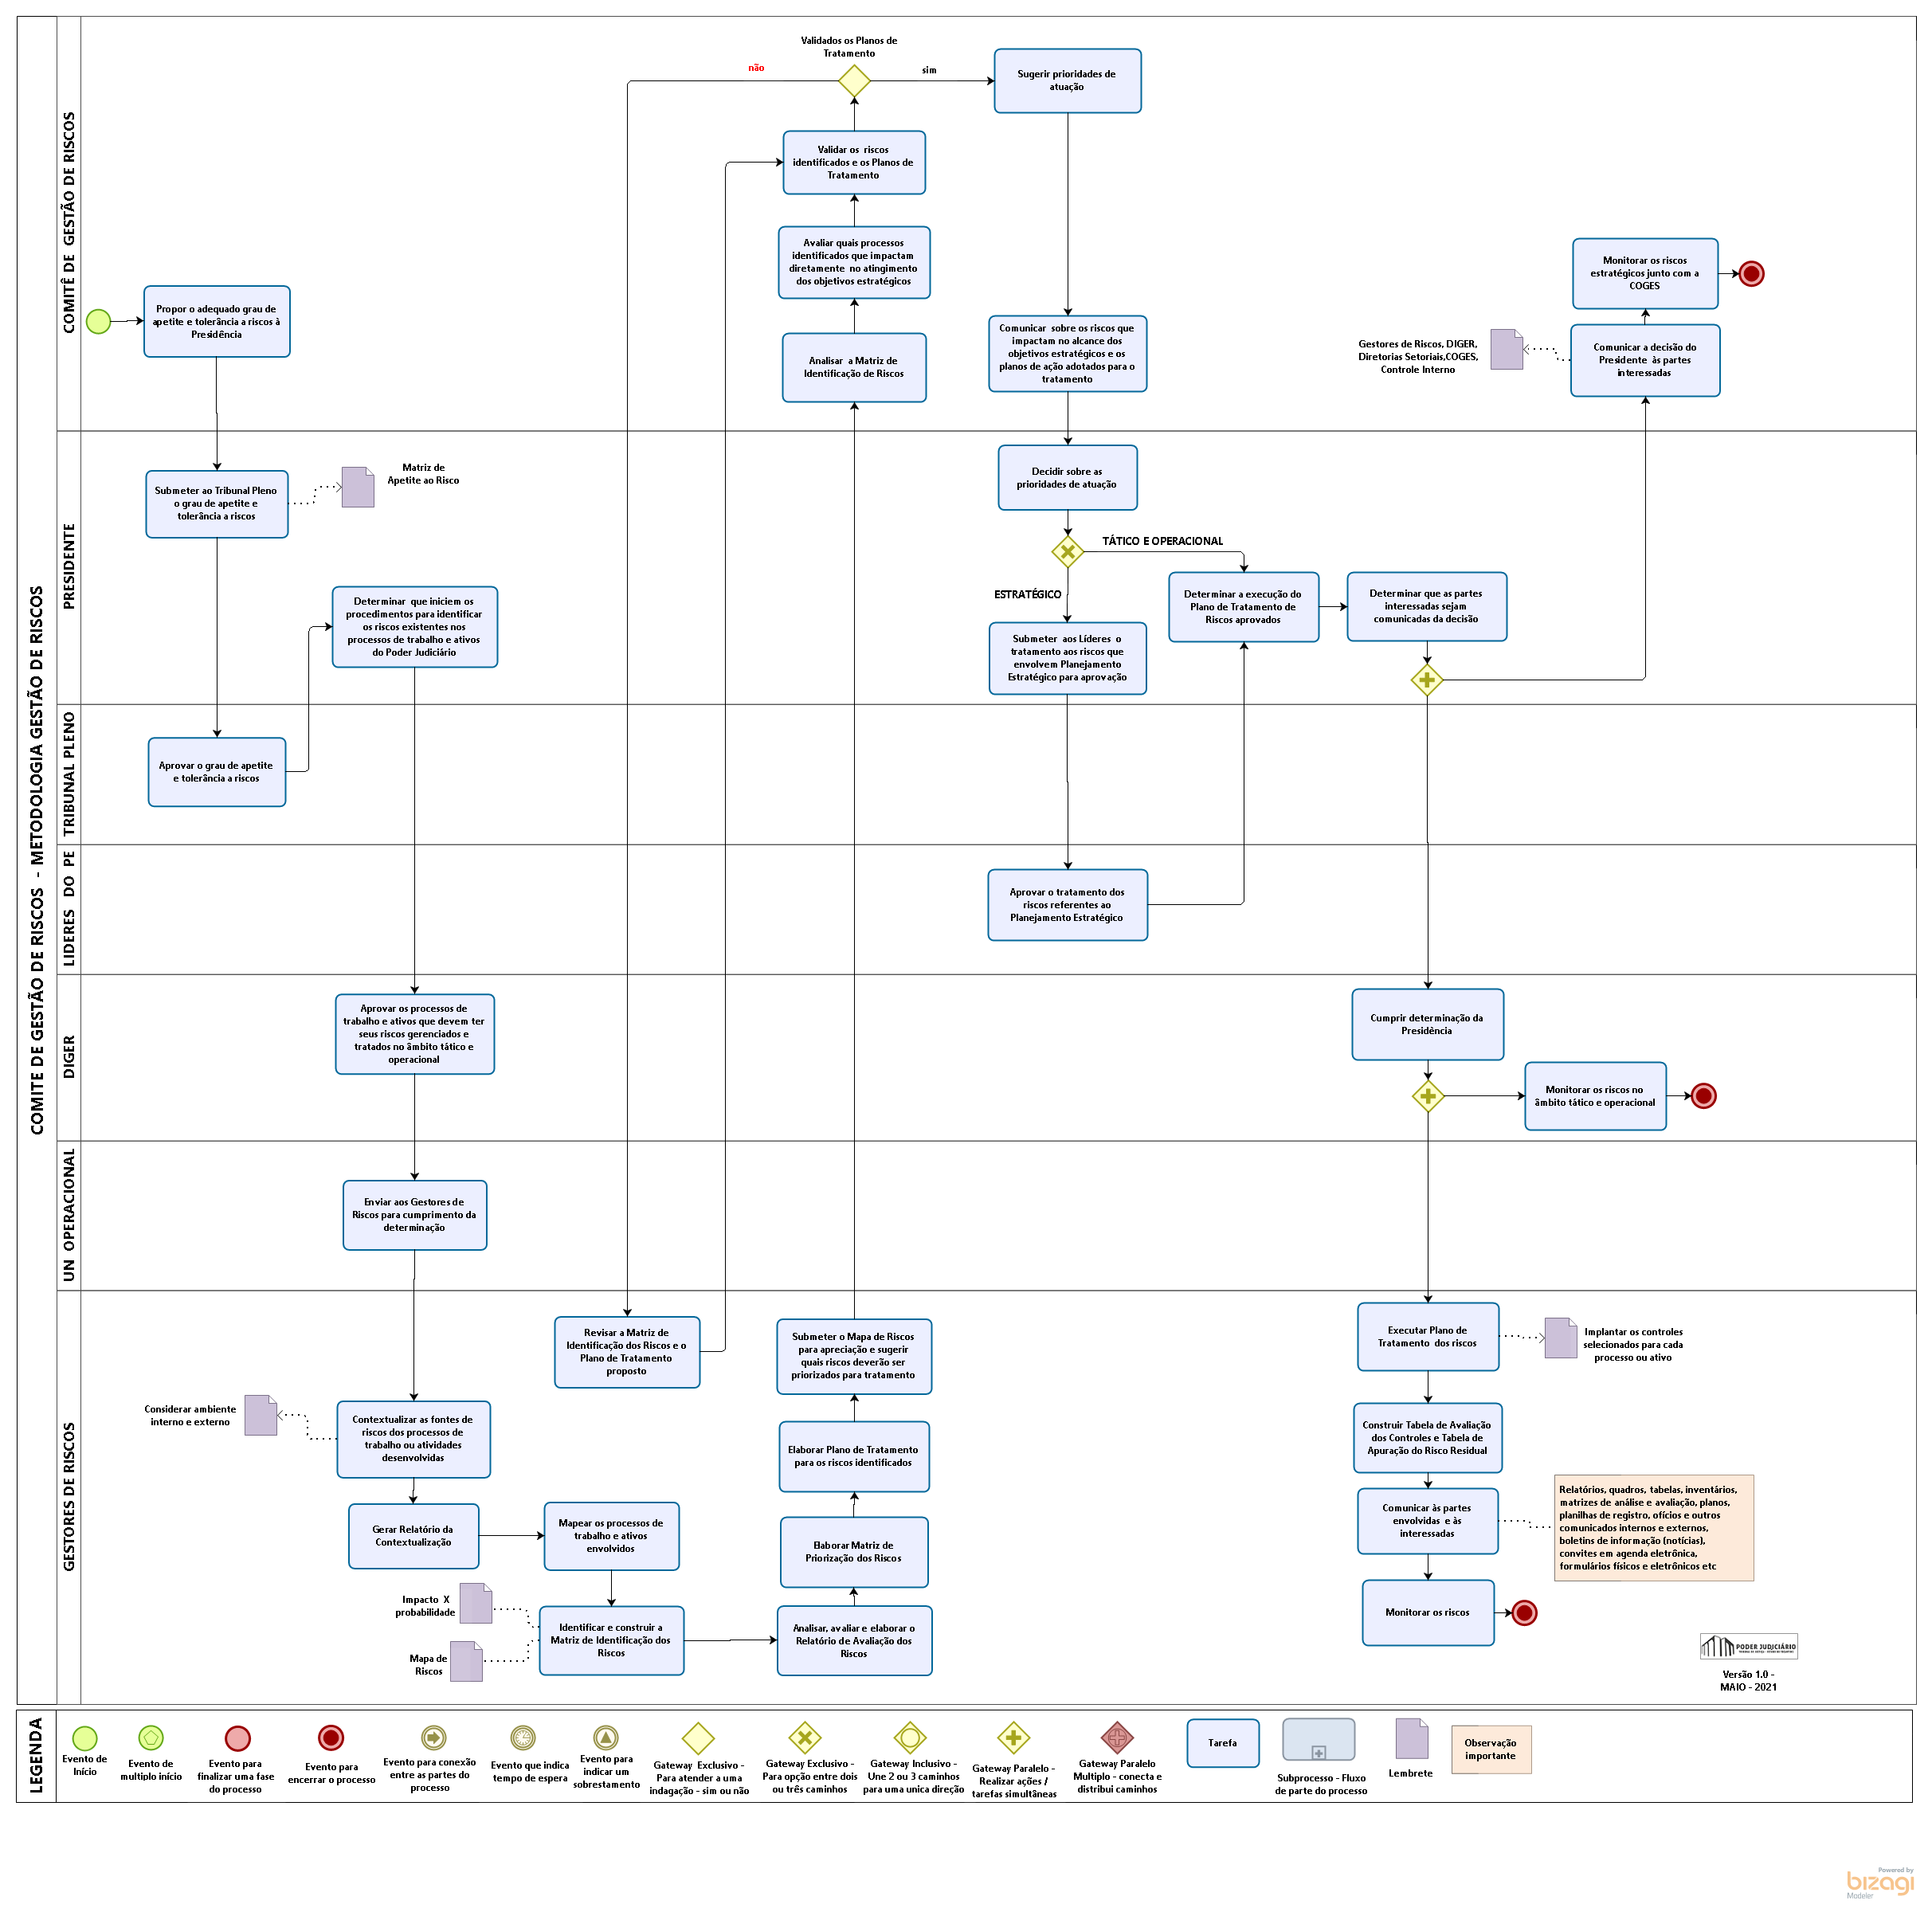 COMITE DE GESTÃO DE RISCOS - METODOLOGIA GESTÃO DE RISCOS
COMITÊ DE GESTÃO DE RISCOS
Validados os Planos de
Tratamento
não
sim
Sugerir prioridades de
atuação
Validar os riscos
identificados e os Planos de
Tratamento
Avaliar quais processos
identificados que impactam
diretamente no atingimento
dos objetivos estratégicos
Analisar a Matriz de
Identificação de Riscos
Propor o adequado grau de
apetite e tolerância a riscos à
Presidência
Comunicar sobre os riscos que
impactam no alcance dos
objetivos estratégicos e os
planos de ação adotados para o
tratamento
Monitorar os riscos
estratégicos junto com a
COGES
Gestores de Riscos, DIGER,
Diretorias Setoriais,COGES,
Controle Interno
Comunicar a decisão do
Presidente às partes
interessadas
PRESIDENTE
Submeter ao Tribunal Pleno
o grau de apetite e
tolerância a riscos
Matriz de
Apetite ao Risco
Determinar que iniciem os
procedimentos para identificar
os riscos existentes nos
processos de trabalho e ativos
do Poder Judiciário
Decidir sobre as
prioridades de atuação
TÁTICO E OPERACIONAL
ESTRATÉGICO
Submeter aos Líderes o
tratamento aos riscos que
envolvem Planejamento
Estratégico para aprovação
Determinar a execução do
Plano de Tratamento de
Riscos aprovados
Determinar que as partes
interessadas sejam
comunicadas da decisão
TRIBUNAL PLENO
Aprovar o grau de apetite
e tolerância a riscos
LIDERES DO PE
Aprovar o tratamento dos
riscos referentes ao
Planejamento Estratégico
DIGER
Aprovar os processos de
trabalho e ativos que devem ter
seus riscos gerenciados e
tratados no âmbito tático e
operacional
Cumprir determinação da
Presidência
Monitorar os riscos no
âmbito tático e operacional
UN OPERACIONAL
Enviar aos Gestores de
Riscos para cumprimento da
determinação
GESTORES DE RISCOS
Revisar a Matriz de
Identificação dos Riscos e o
Plano de Tratamento
proposto
Submeter o Mapa de Riscos
para apreciação e sugerir
quais riscos deverão ser
priorizados para tratamento
Considerar ambiente
interno e externo
Contextualizar as fontes de
riscos dos processos de
trabalho ou atividades
desenvolvidas
Elaborar Plano de Tratamento
para os riscos identificados
Gerar Relatório da
Contextualização
Mapear os processos de
trabalho e ativos
envolvidos
Elaborar Matriz de
Priorização dos Riscos
Impacto X
probabilidade
Mapa de
Riscos
Identificar e construir a
Matriz de Identificação dos
Riscos
Analisar, avaliar e elaborar o
Relatório de Avaliação dos
Riscos
Executar Plano de
Tratamento dos riscos
Implantar os controles
selecionados para cada
processo ou ativo
Construir Tabela de Avaliação
dos Controles e Tabela de
Apuração do Risco Residual
Comunicar às partes
envolvidas e às
interessadas
Relatórios, quadros, tabelas, inventários,
matrizes de análise e avaliação, planos,
planilhas de registro, ofícios e outros
comunicados internos e externos,
boletins de informação (notícias),
convites em agenda eletrônica,
formulários físicos e eletrônicos etc
Monitorar os riscos
PODER JUDICIÁRIO
Versão 1.0 -
MAIO - 2021
LEGENDA
Evento de
Início
Evento de
multiplo início
Evento para
finalizar uma fase
do processo
Evento para
encerrar o processo
Evento para conexão
entre as partes do
processo
Evento que indica
tempo de espera
Evento para
indicar um
sobrestamento
Gateway Exclusivo -
Para atender a uma
indagação - sim ou não
Gateway Exclusivo -
Para opção entre dois
ou três caminhos
Gateway Inclusivo -
Une 2 ou 3 caminhos
para uma unica direção
Gateway Paralelo -
Realizar ações /
tarefas simultâneas
Gateway Paralelo
Multiplo - conecta e
distribui caminhos
Tarefa
Subprocesso - Fluxo
de parte do processo
Lembrete
Observação
importante
Powered by
bizagi
Modeler